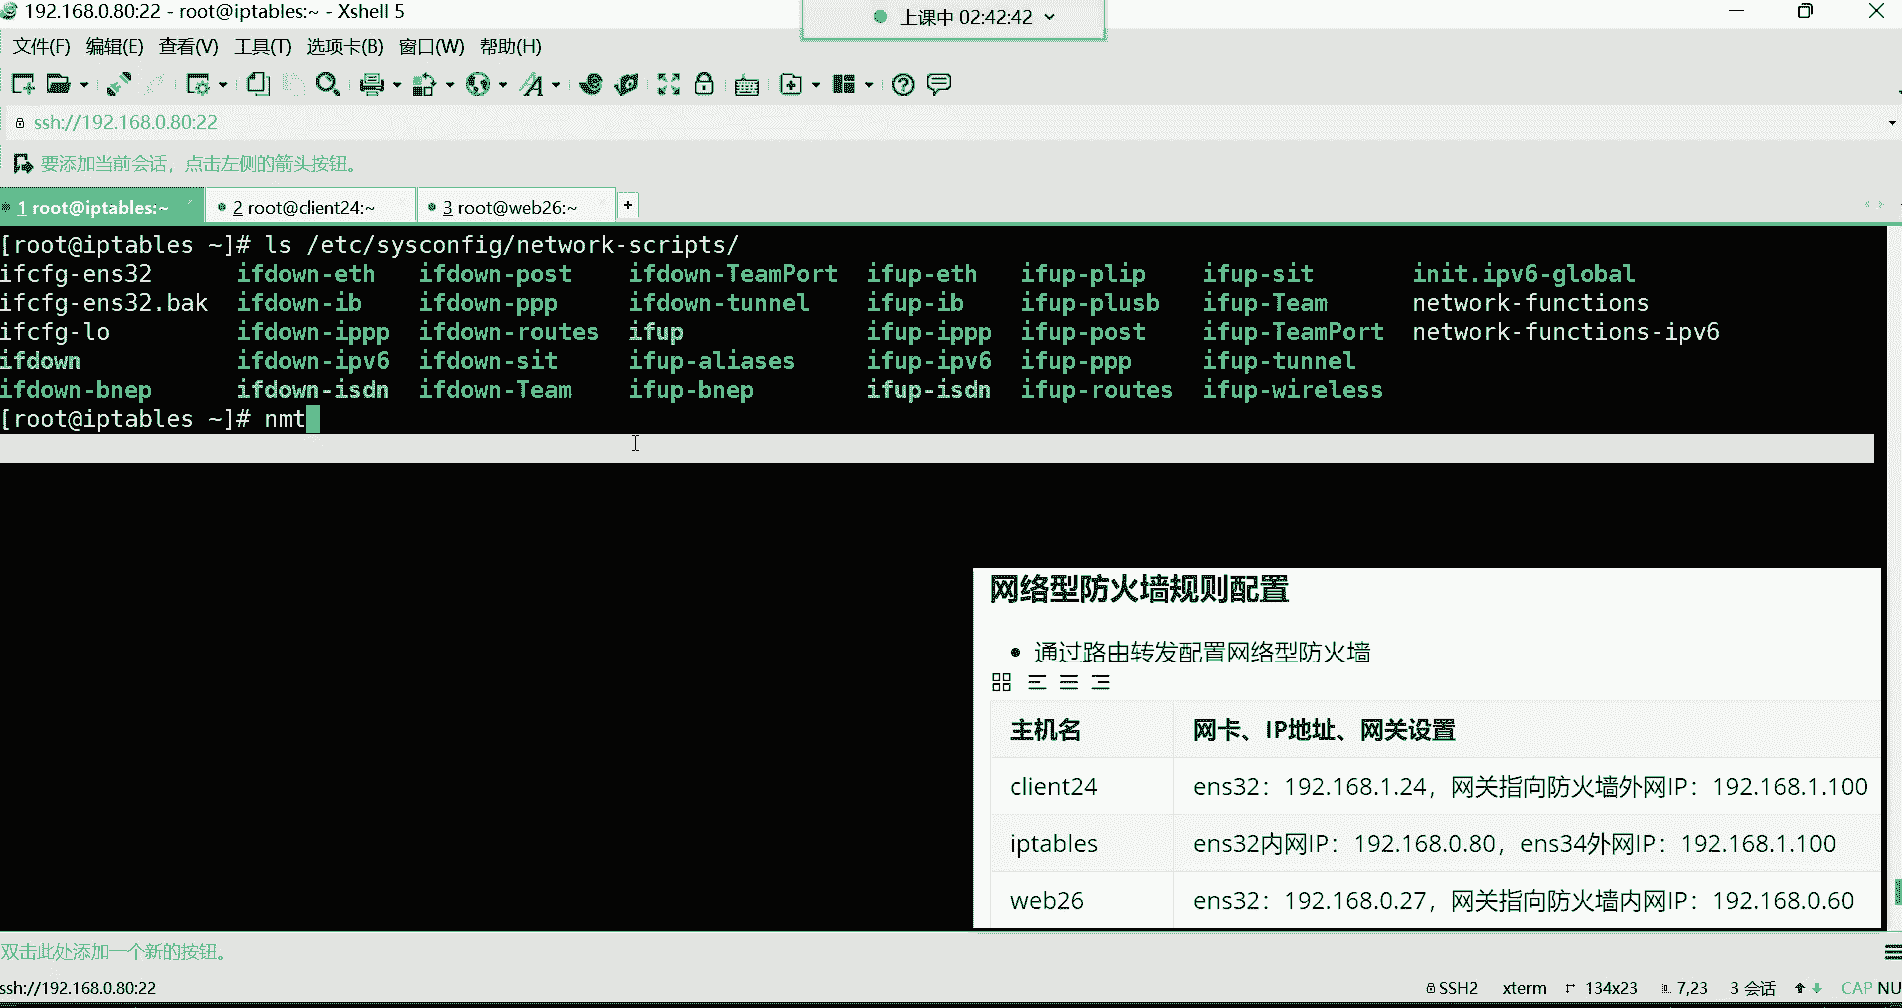 192.168.0.80:22 - root@iptables:~ - Xshell 5
上课中 02:42:42
文件(F) 编辑(E) 查看(V) 工具(T) 选项卡(B) 窗口(W) 帮助(H)
ssh://192.168.0.80:22
要添加当前会话，点击左侧的箭头按钮。
1 root@iptables:~ 2 root@client24:~ 3 root@web26:~ +
[root@iptables ~]# ls /etc/sysconfig/network-scripts/
ifcfg-ens32 ifdown-eth ifdown-post ifdown-TeamPort ifup-eth ifup-plip ifup-sit init.ipv6-global
ifcfg-ens32.bak ifdown-ib ifdown-ppp ifdown-tunnel ifup-ib ifup-plusb ifup-Team network-functions
ifcfg-lo ifdown-ippp ifdown-routes ifup ifup-ippp ifup-post ifup-TeamPort network-functions-ipv6
ifdown ifdown-ipv6 ifdown-sit ifup-aliases ifup-ipv6 ifup-ppp ifup-tunnel
ifdown-bnep ifdown-isdn ifdown-Team ifup-bnep ifup-isdn ifup-routes ifup-wireless
[root@iptables ~]# nmt
网络型防火墙规则配置
• 通过路由转发配置网络型防火墙
主机名 网卡、IP地址、网关设置
client24 ens32：192.168.1.24，网关指向防火墙外网IP：192.168.1.100
iptables ens32内网IP：192.168.0.80，ens34外网IP：192.168.1.100
web26 ens32：192.168.0.27，网关指向防火墙内网IP：192.168.0.60
双击此处添加一个新的按钮。
ssh://192.168.0.80:22 SSH2 xterm 134x23 7,23 3 会话 CAP NU